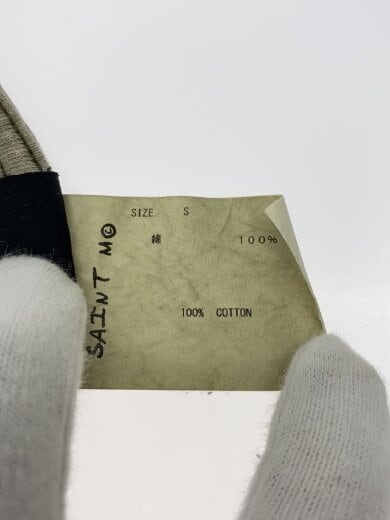 SIZE S
綿 100%
100% COTTON
SAINT M©